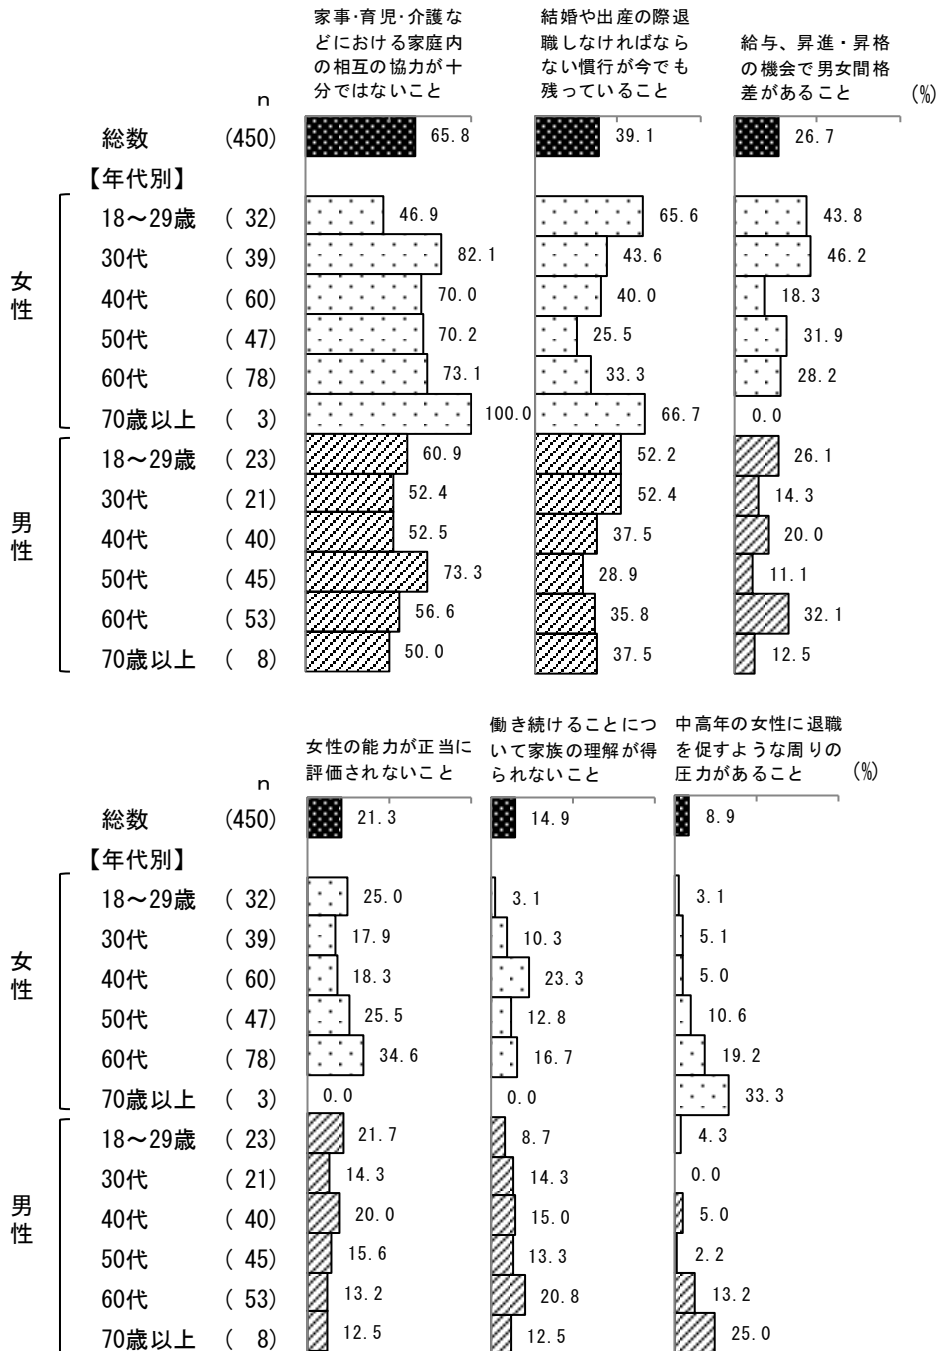 家事・育児・介護な
どにおける家庭内
の相互の協力が十
分ではないこと
結婚や出産の際退
職しなければなら
ない慣行が今でも
残っていること
給与、昇進・昇格
の機会で男女間格
差があること
(%)
n
総数 (450) 65.8 39.1 26.7
【年代別】
女性
18～29歳 ( 32) 46.9 65.6 43.8
30代 ( 39) 82.1 43.6 46.2
40代 ( 60) 70.0 40.0 18.3
50代 ( 47) 70.2 25.5 31.9
60代 ( 78) 73.1 33.3 28.2
70歳以上 ( 3) 100.0 66.7 0.0
男性
18～29歳 ( 23) 60.9 52.2 26.1
30代 ( 21) 52.4 52.4 14.3
40代 ( 40) 52.5 37.5 20.0
50代 ( 45) 73.3 28.9 11.1
60代 ( 53) 56.6 35.8 32.1
70歳以上 ( 8) 50.0 37.5 12.5
女性の能力が正当に
評価されないこと
働き続けることにつ
いて家族の理解が得
られないこと
中高年の女性に退職
を促すような周りの
圧力があること
(%)
n
総数 (450) 21.3 14.9 8.9
【年代別】
女性
18～29歳 ( 32) 25.0 3.1 3.1
30代 ( 39) 17.9 10.3 5.1
40代 ( 60) 18.3 23.3 5.0
50代 ( 47) 25.5 12.8 10.6
60代 ( 78) 34.6 16.7 19.2
70歳以上 ( 3) 0.0 0.0 33.3
男性
18～29歳 ( 23) 21.7 8.7 4.3
30代 ( 21) 14.3 14.3 0.0
40代 ( 40) 20.0 15.0 5.0
50代 ( 45) 15.6 13.3 2.2
60代 ( 53) 13.2 20.8 13.2
70歳以上 ( 8) 12.5 12.5 25.0